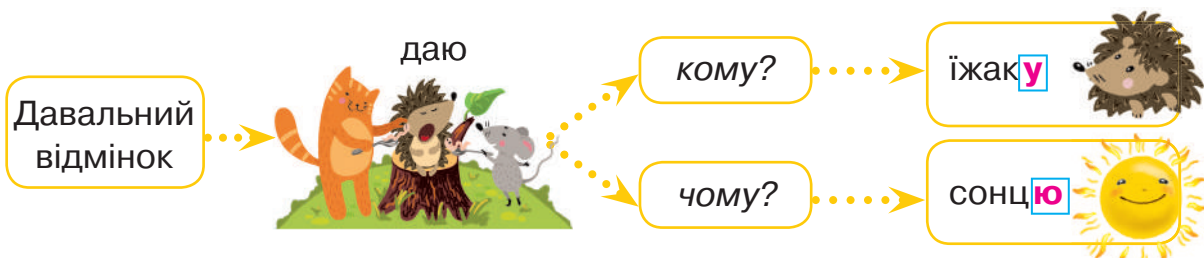 Давальний
відмінок
даю
кому?
їжаку
чому?
сонцю